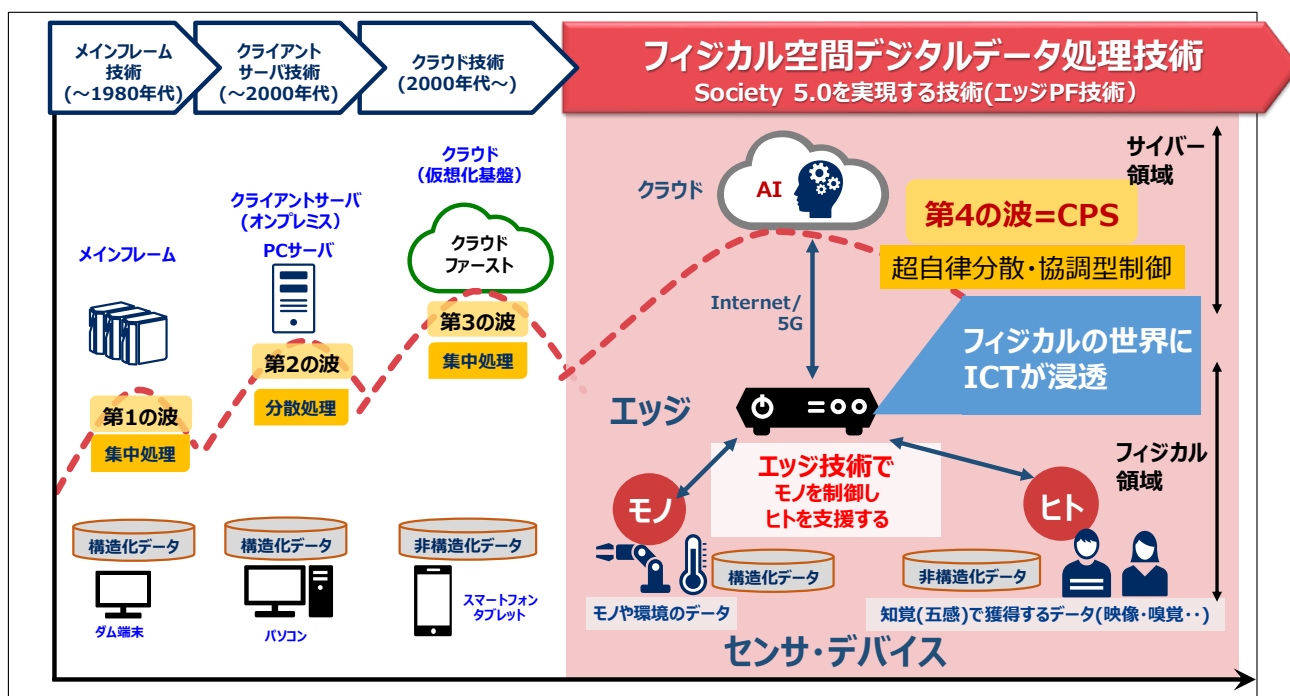 メインフレーム
技術
(～1980年代)
クライアント
サーバ技術
(～2000年代)
クラウド技術
(2000年代～)
フィジカル空間デジタルデータ処理技術
Society 5.0を実現する技術(エッジPF技術）
メインフレーム
第1の波
集中処理
構造化データ
ダム端末
クライアントサーバ
(オンプレミス)
PCサーバ
第2の波
分散処理
構造化データ
パソコン
クラウド
(仮想化基盤)
クラウド
ファースト
第3の波
集中処理
非構造化データ
スマートフォン
タブレット
クラウド
AI
サイバー
領域
第4の波=CPS
超自律分散・協調型制御
Internet/
5G
フィジカルの世界に
ICTが浸透
エッジ
エッジ技術で
モノを制御し
ヒトを支援する
フィジカル
領域
モノ
ヒト
構造化データ
非構造化データ
モノや環境のデータ
知覚(五感)で獲得するデータ(映像・嗅覚・・)
センサ・デバイス